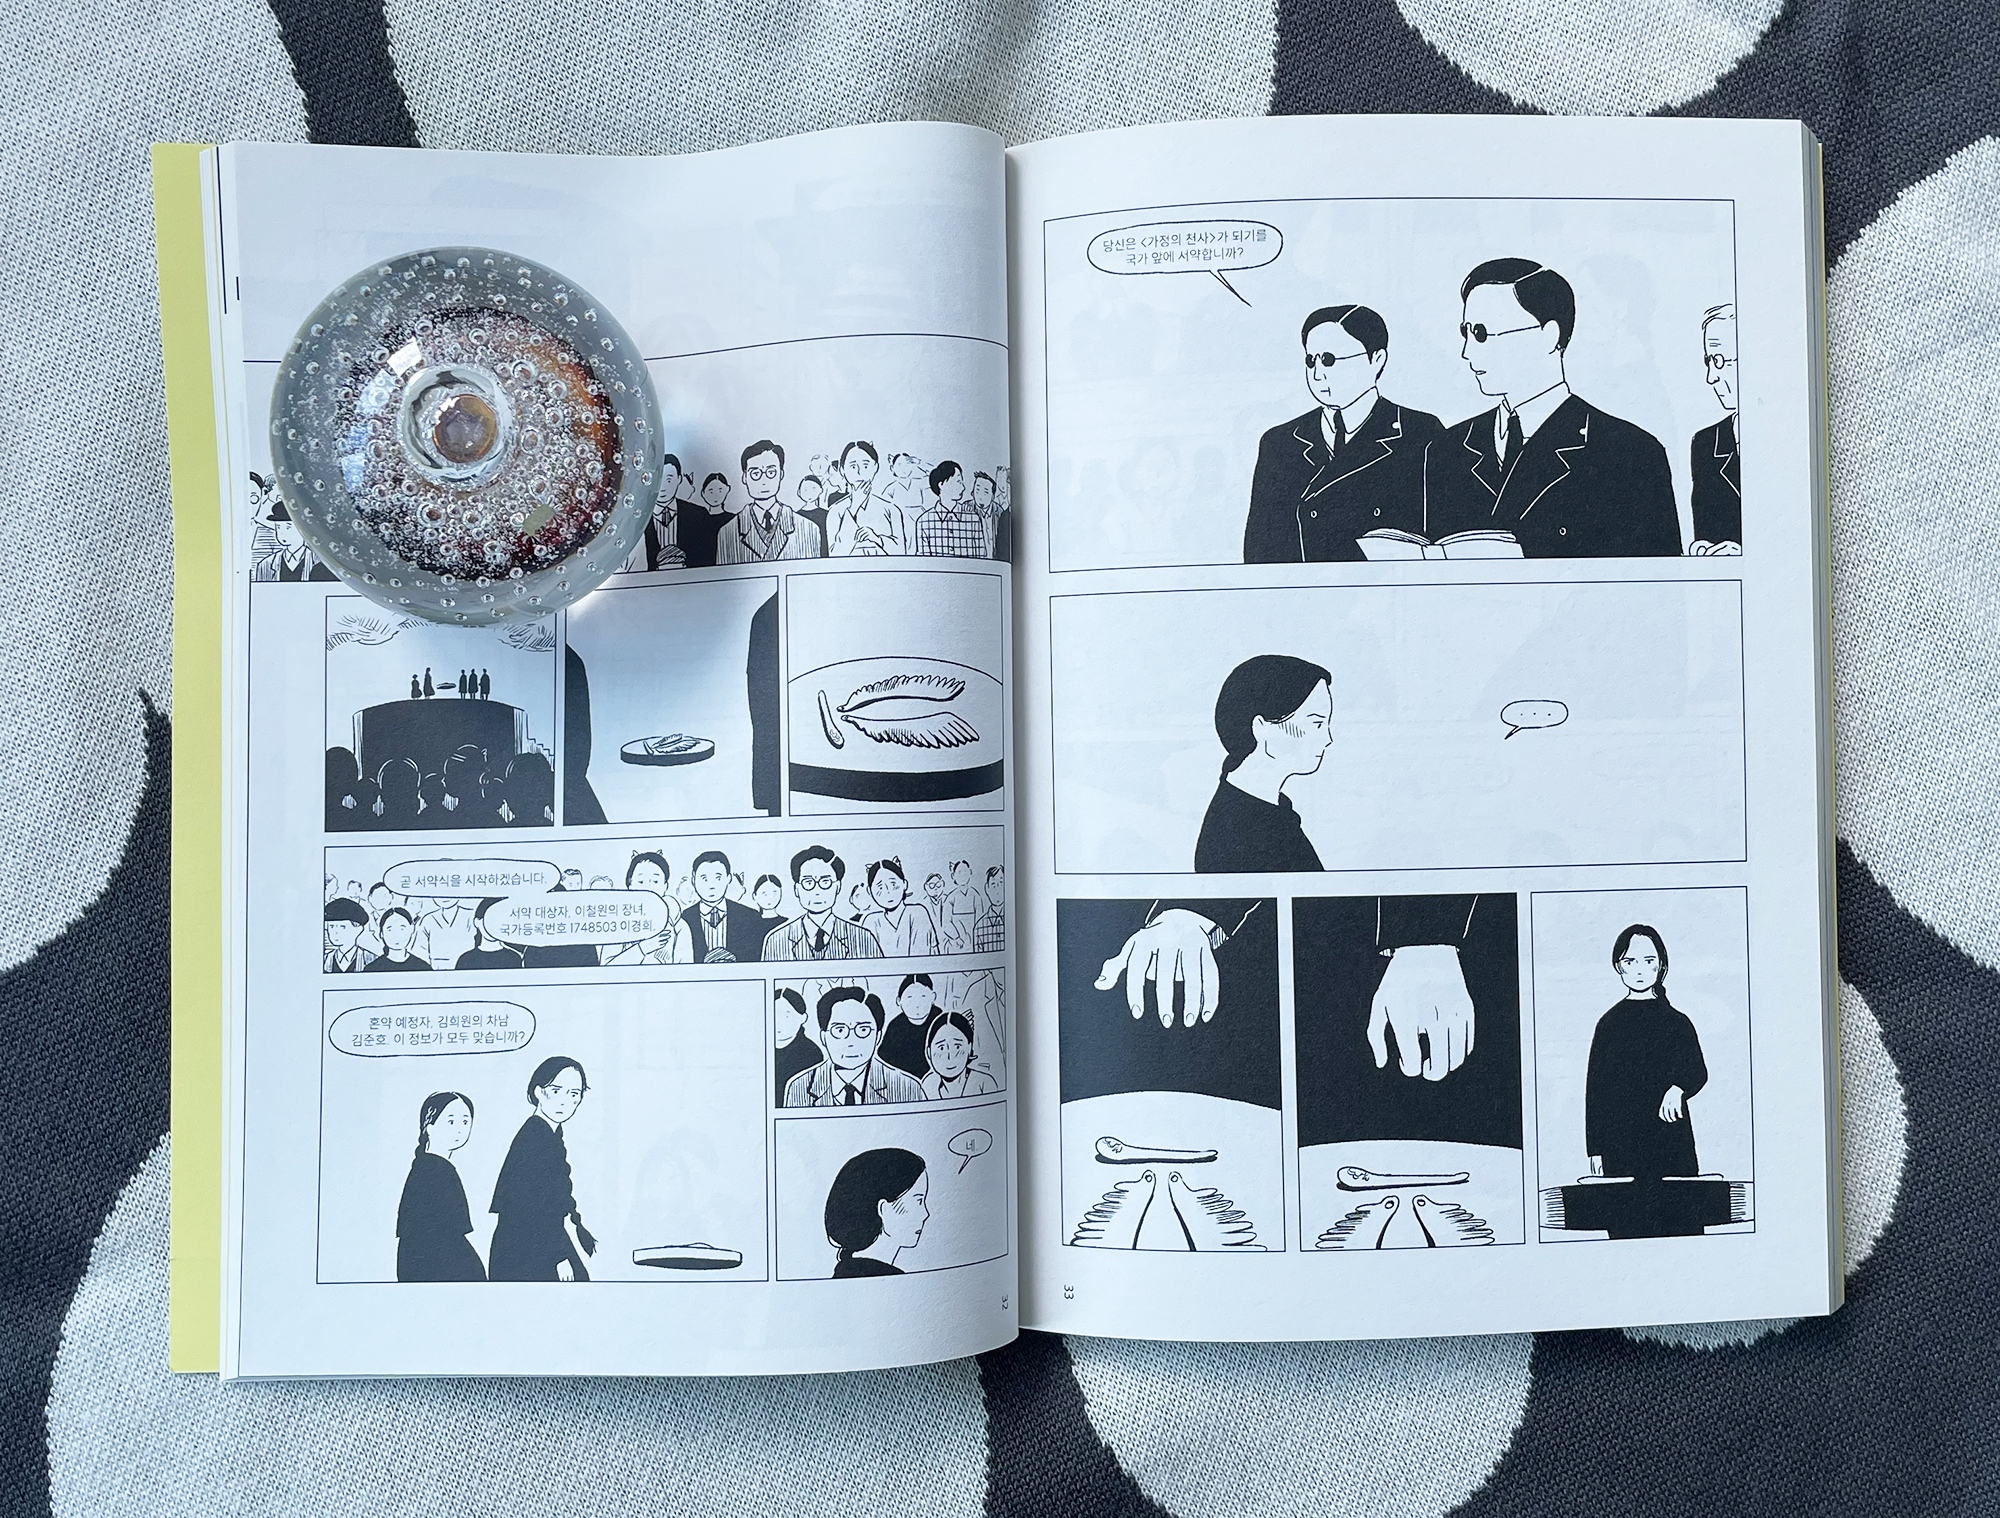 곧 서약식을 시작하겠습니다.
서약 대상자, 이철원의 장녀,
국가등록번호 1748503 이경희.
혼약 예정자, 김희원의 차남
김준호. 이 정보가 모두 맞습니까?
네.
32
당신은 <가정의 천사>가 되기를
국가 앞에 서약합니까?
....
33